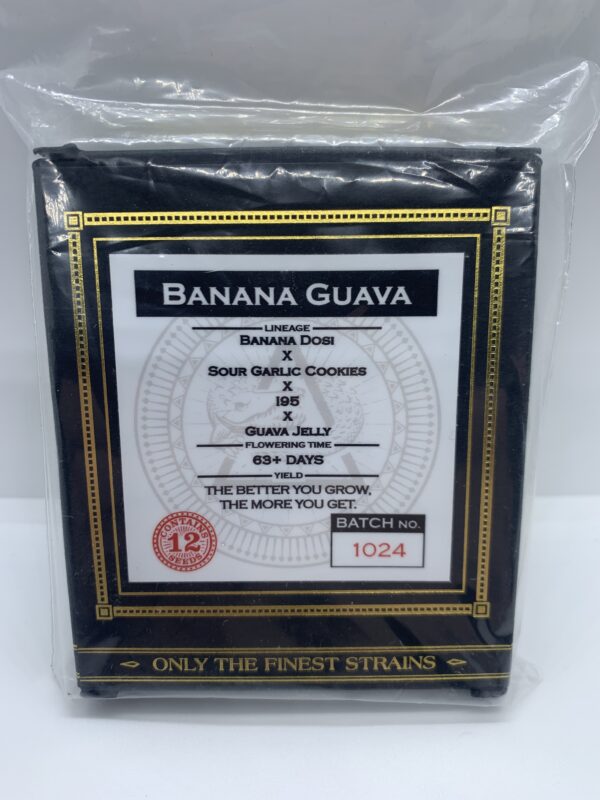 BANANA GUAVA
LINEAGE
BANANA DOSI
X
SOUR GARLIC COOKIES
X
I95
X
GUAVA JELLY
FLOWERING TIME
63+ DAYS
YIELD
THE BETTER YOU GROW,
THE MORE YOU GET.
CONTAINS
12
SEEDS
BATCH NO.
1024
ONLY THE FINEST STRAINS